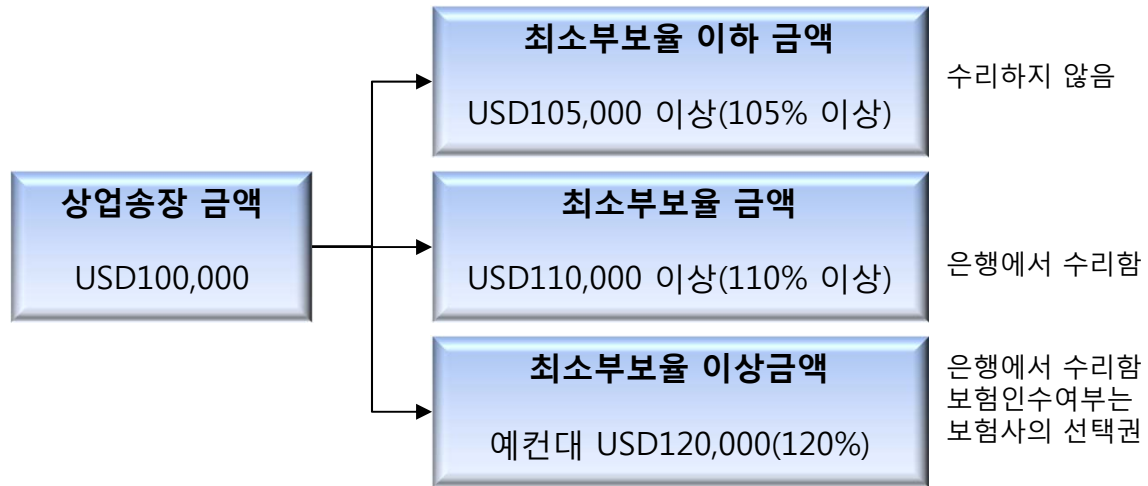 최소부보율 이하 금액
USD105,000 이상(105% 이상)
수리하지 않음
상업송장 금액
USD100,000
최소부보율 금액
USD110,000 이상(110% 이상)
은행에서 수리함
최소부보율 이상금액
예컨대 USD120,000(120%)
은행에서 수리함
보험인수여부는
보험사의 선택권